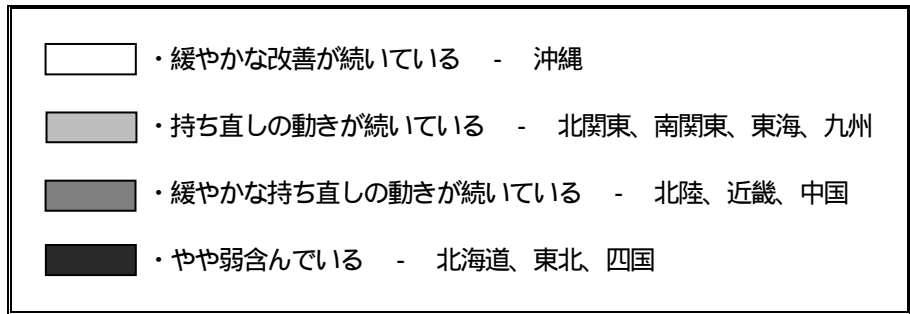 ・緩やかな改善が続いている - 沖縄
・持ち直しの動きが続いている - 北関東、南関東、東海、九州
・緩やかな持ち直しの動きが続いている - 北陸、近畿、中国
・やや弱含んでいる - 北海道、東北、四国